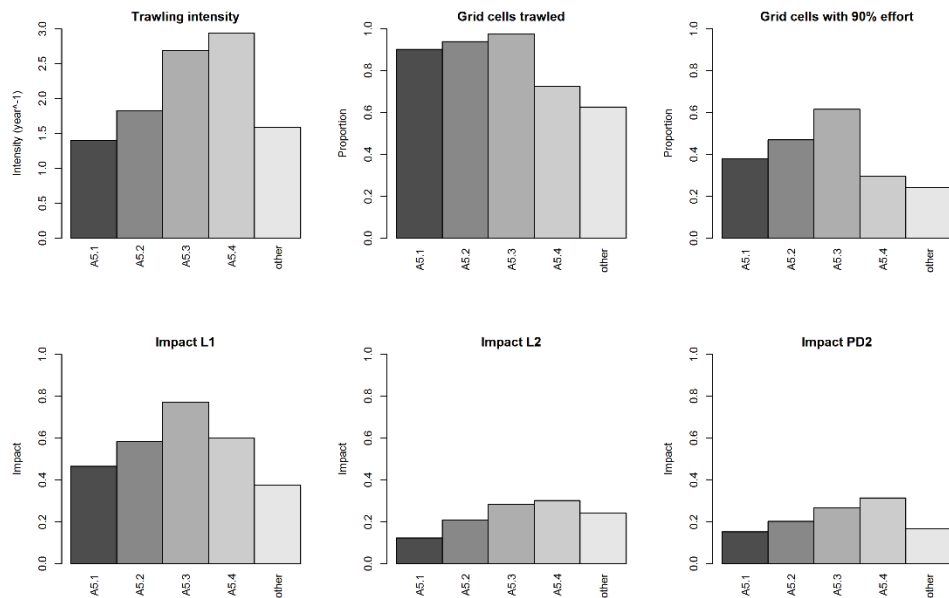 Trawling intensity
Intensity (year^-1)
0.0 0.5 1.0 1.5 2.0 2.5 3.0
A5.1 A5.2 A5.3 A5.4 other
Grid cells trawled
Proportion
0.0 0.2 0.4 0.6 0.8 1.0
A5.1 A5.2 A5.3 A5.4 other
Grid cells with 90% effort
Proportion
0.0 0.2 0.4 0.6 0.8 1.0
A5.1 A5.2 A5.3 A5.4 other
Impact L1
Impact
0.0 0.2 0.4 0.6 0.8 1.0
A5.1 A5.2 A5.3 A5.4 other
Impact L2
Impact
0.0 0.2 0.4 0.6 0.8 1.0
A5.1 A5.2 A5.3 A5.4 other
Impact PD2
Impact
0.0 0.2 0.4 0.6 0.8 1.0
A5.1 A5.2 A5.3 A5.4 other